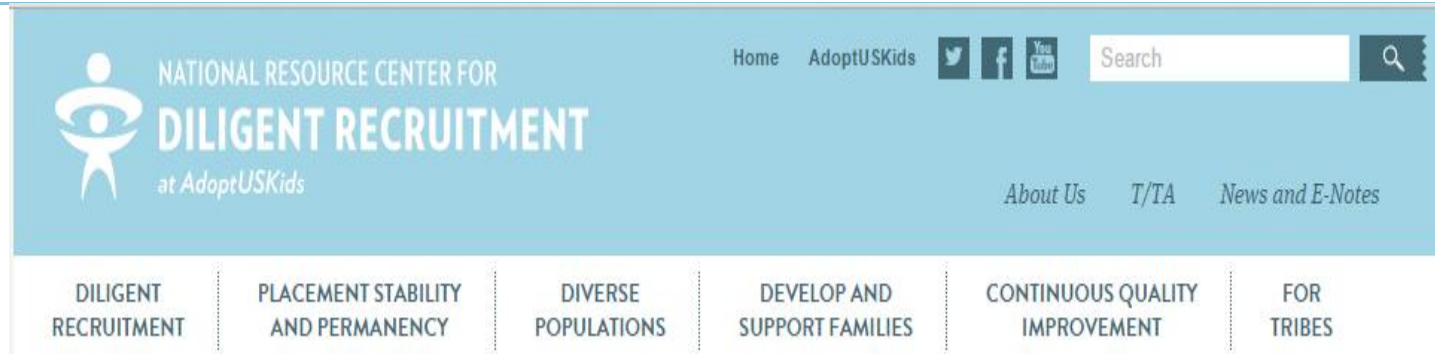 Home AdoptUSKids You Tube Search
NATIONAL RESOURCE CENTER FOR
DILIGENT RECRUITMENT
at AdoptUSKids
About Us T/TA News and E-Notes
DILIGENT RECRUITMENT
PLACEMENT STABILITY AND PERMANENCY
DIVERSE POPULATIONS
DEVELOP AND SUPPORT FAMILIES
CONTINUOUS QUALITY IMPROVEMENT
FOR TRIBES